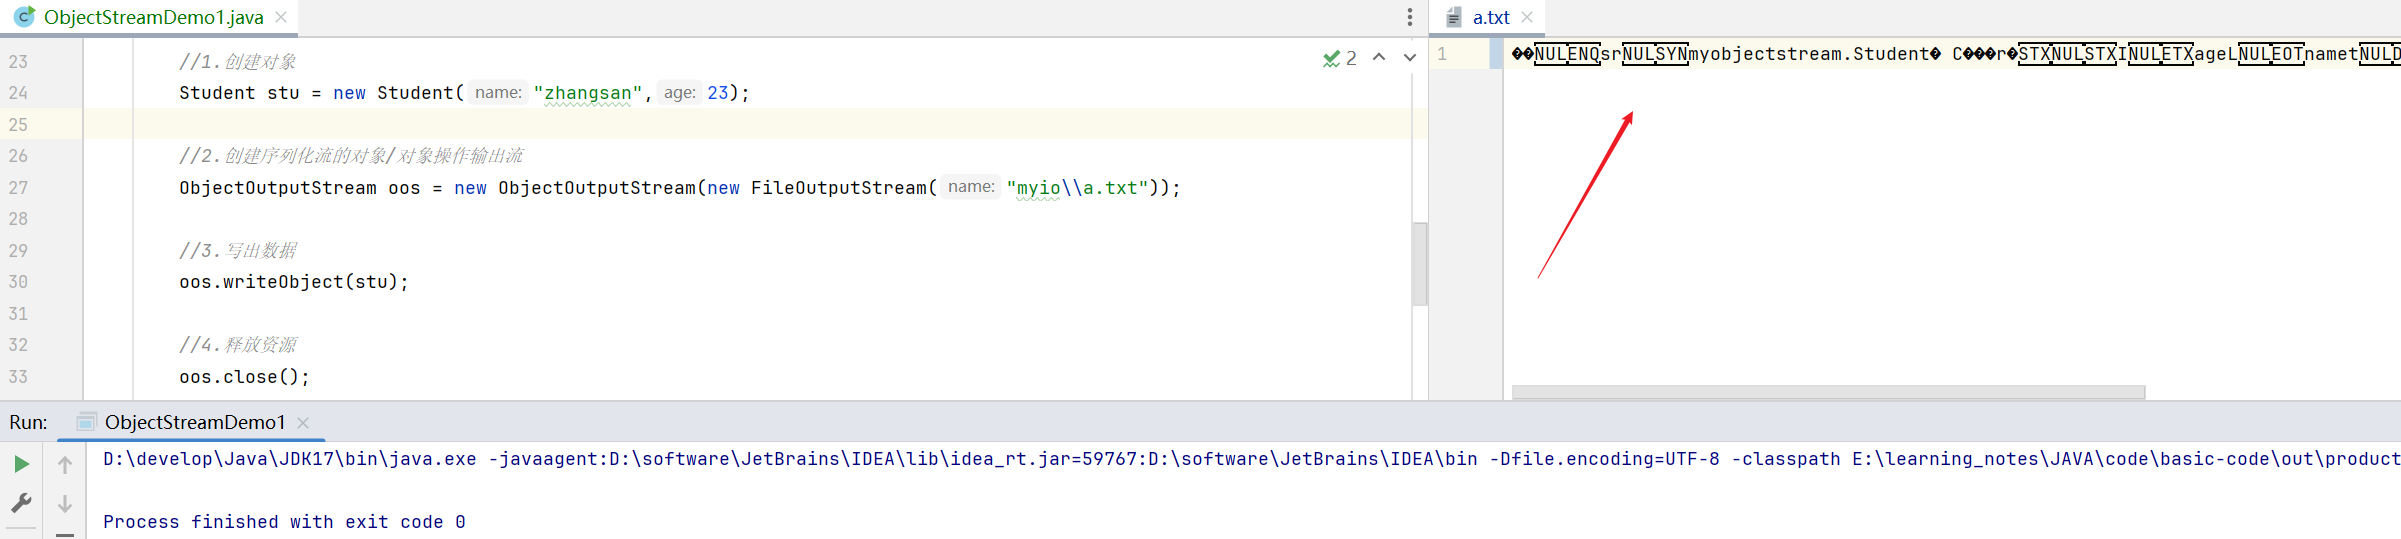 ObjectStreamDemo1.java
a.txt
23 //1.创建对象
24 Student stu = new Student( name: "zhangsan", age: 23);
25
26 //2.创建序列化流的对象/对象操作输出流
27 ObjectOutputStream oos = new ObjectOutputStream(new FileOutputStream( name: "myio\\a.txt"));
28
29 //3.写出数据
30 oos.writeObject(stu);
31
32 //4.释放资源
33 oos.close();
2
1 ��NULENQsrNULSYNmyobjectstream.Student� C���r�STXNULSTXINULETXageLNULEOTnametNULD
Run: ObjectStreamDemo1
D:\develop\Java\JDK17\bin\java.exe -javaagent:D:\software\JetBrains\IDEA\lib\idea_rt.jar=59767:D:\software\JetBrains\IDEA\bin -Dfile.encoding=UTF-8 -classpath E:\learning_notes\JAVA\code\basic-code\out\product
Process finished with exit code 0